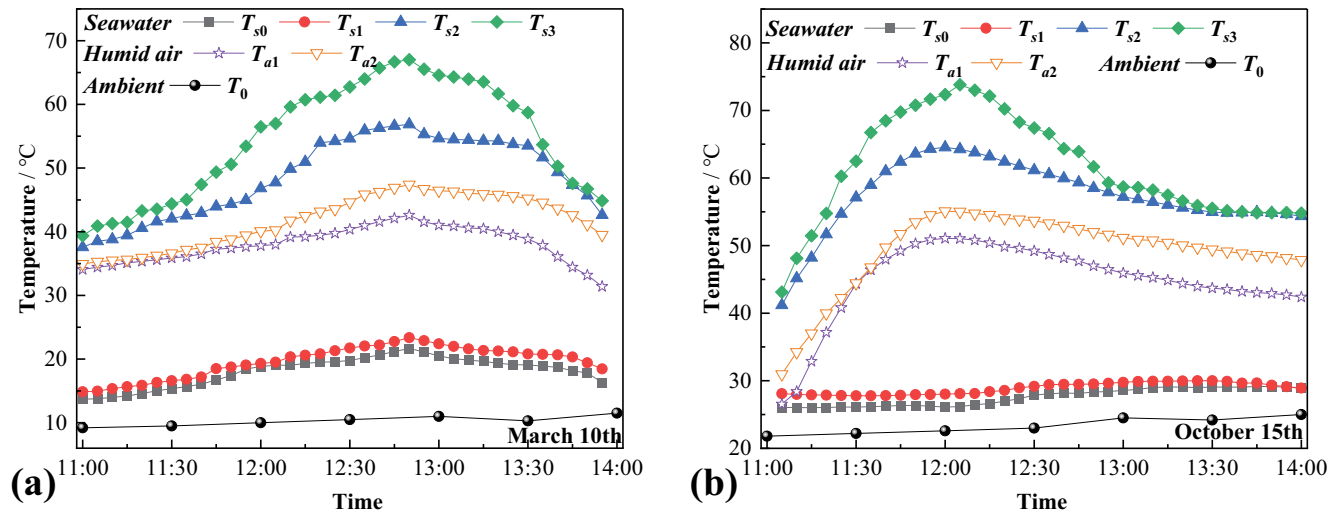 Seawater Ts0 Ts1 Ts2 Ts3
Humid air Ta1 Ta2
Ambient T0
80
70
60
50
40
30
20
10
Temperature / °C
March 10th
11:00 11:30 12:00 12:30 13:00 13:30 14:00
Time
(a)
Seawater Ts0 Ts1 Ts2 Ts3
Humid air Ta1 Ta2 Ambient T0
80
70
60
50
40
30
20
Temperature / °C
October 15th
11:00 11:30 12:00 12:30 13:00 13:30 14:00
Time
(b)